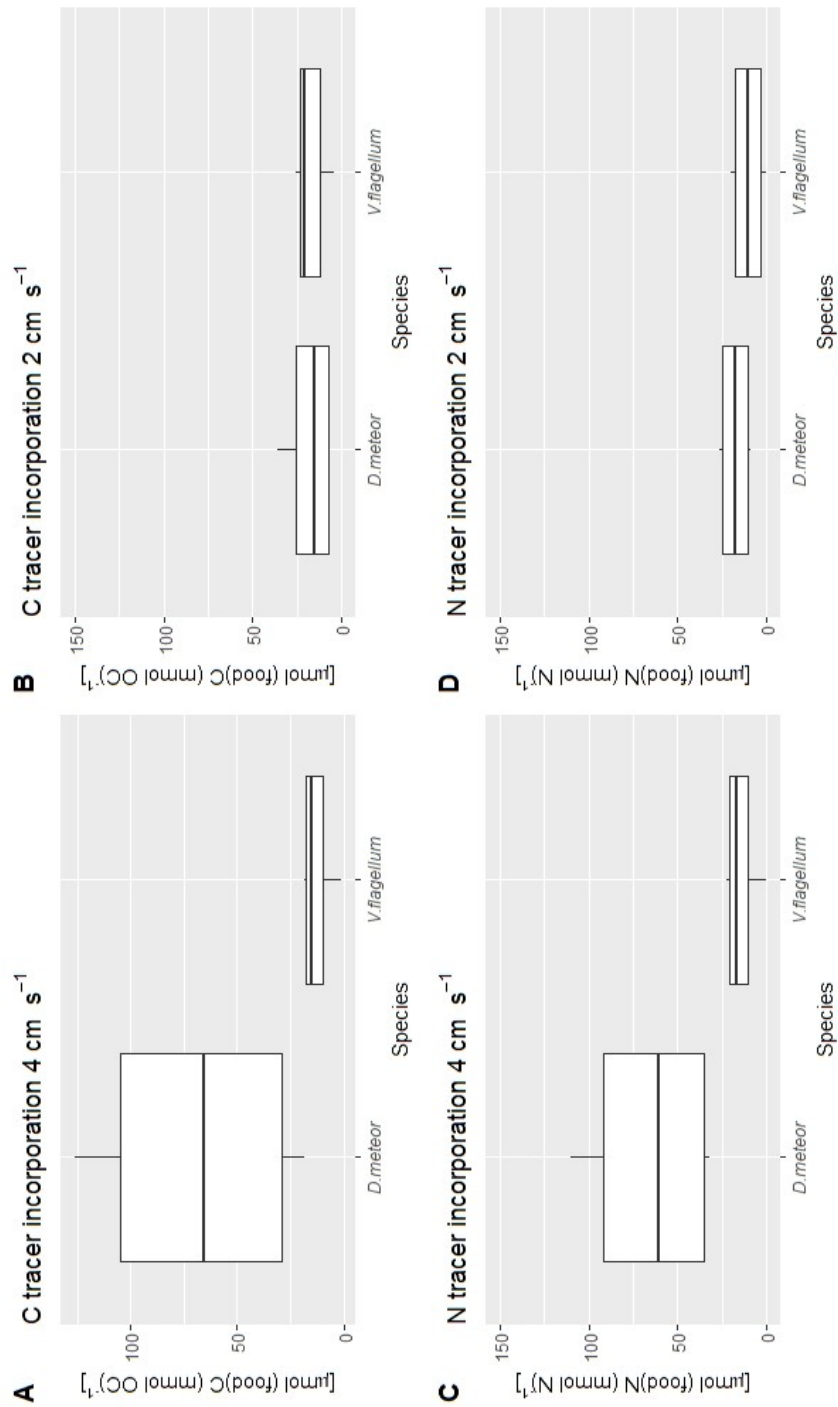 A
C tracer incorporation 4 cm s⁻¹
[µmol (food)C (mmol OC)⁻¹]
100
50
0
D.meteor
V.flagellum
Species
B
C tracer incorporation 2 cm s⁻¹
[µmol (food)C (mmol OC)⁻¹]
150
100
50
0
D.meteor
V.flagellum
Species
C
N tracer incorporation 4 cm s⁻¹
[µmol (food)N (mmol N)⁻¹]
150
100
50
0
D.meteor
V.flagellum
Species
D
N tracer incorporation 2 cm s⁻¹
[µmol (food)N (mmol N)⁻¹]
150
100
50
0
D.meteor
V.flagellum
Species